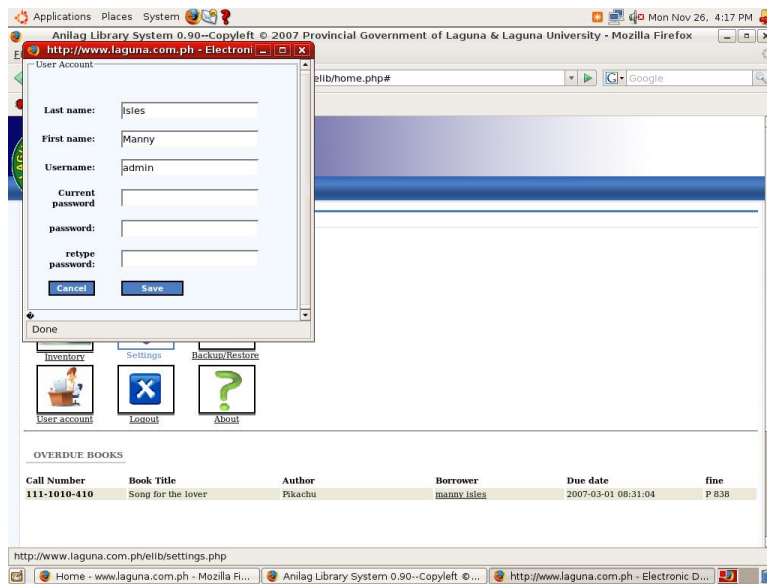 Applications Places System Mon Nov 26, 4:17 PM
Anilag Library System 0.90--Copyleft © 2007 Provincial Government of Laguna & Laguna University - Mozilla Firefox
http://www.laguna.com.ph - Electroni
elib/home.php#
Google
User Account
Last name: Isles
First name: Manny
Username: admin
Current
password
password:
retype
password:
Cancel Save
Done
Inventory Settings Backup/Restore
User account Logout About
OVERDUE BOOKS
Call Number Book Title Author Borrower Due date fine
111-1010-410 Song for the lover Pikachu manny isles 2007-03-01 08:31:04 P 838
http://www.laguna.com.ph/elib/settings.php
Home - www.laguna.com.ph - Mozilla Fi... Anilag Library System 0.90--Copyleft ©... http://www.laguna.com.ph - Electronic D...